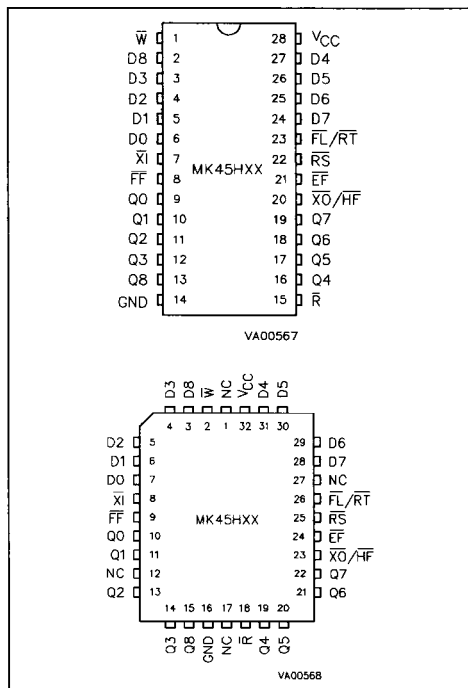 W̅ 1 28 VCC
D8 2 27 D4
D3 3 26 D5
D2 4 25 D6
D1 5 24 D7
D0 6 23 F̅L̅/R̅T̅
X̅I̅ 7 22 R̅S̅
F̅F̅ 8 MK45HXX 21 E̅F̅
Q0 9 20 X̅O̅/H̅F̅
Q1 10 19 Q7
Q2 11 18 Q6
Q3 12 17 Q5
Q8 13 16 Q4
GND 14 15 R̅
VA00567
D3 D8 W̅ NC VCC D4 D5
4 3 2 1 32 31 30
D2 5 29 D6
D1 6 28 D7
D0 7 27 NC
X̅I̅ 8 26 F̅L̅/R̅T̅
F̅F̅ 9 MK45HXX 25 R̅S̅
Q0 10 24 E̅F̅
Q1 11 23 X̅O̅/H̅F̅
NC 12 22 Q7
Q2 13 21 Q6
14 15 16 17 18 19 20
Q3 Q8 GND NC R̅ Q4 Q5
VA00568